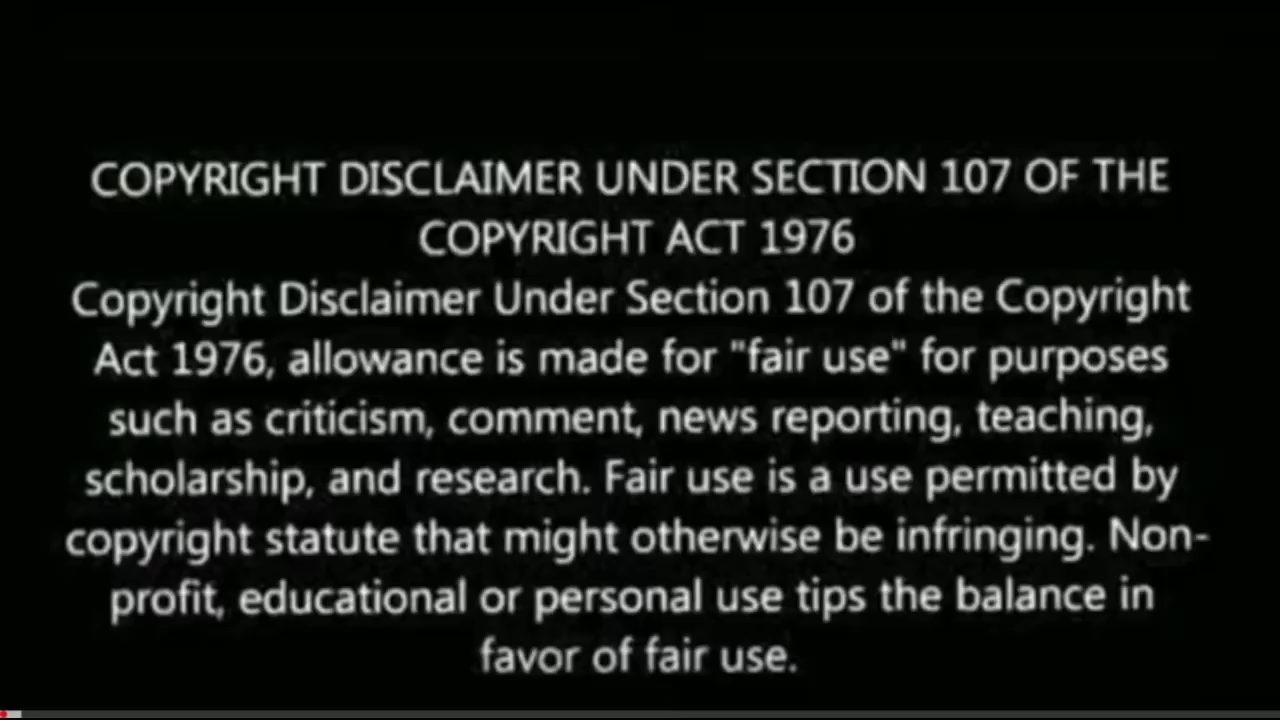 COPYRIGHT DISCLAIMER UNDER SECTION 107 OF THE
COPYRIGHT ACT 1976
Copyright Disclaimer Under Section 107 of the Copyright
Act 1976, allowance is made for "fair use" for purposes
such as criticism, comment, news reporting, teaching,
scholarship, and research. Fair use is a use permitted by
copyright statute that might otherwise be infringing. Non-
profit, educational or personal use tips the balance in
favor of fair use.